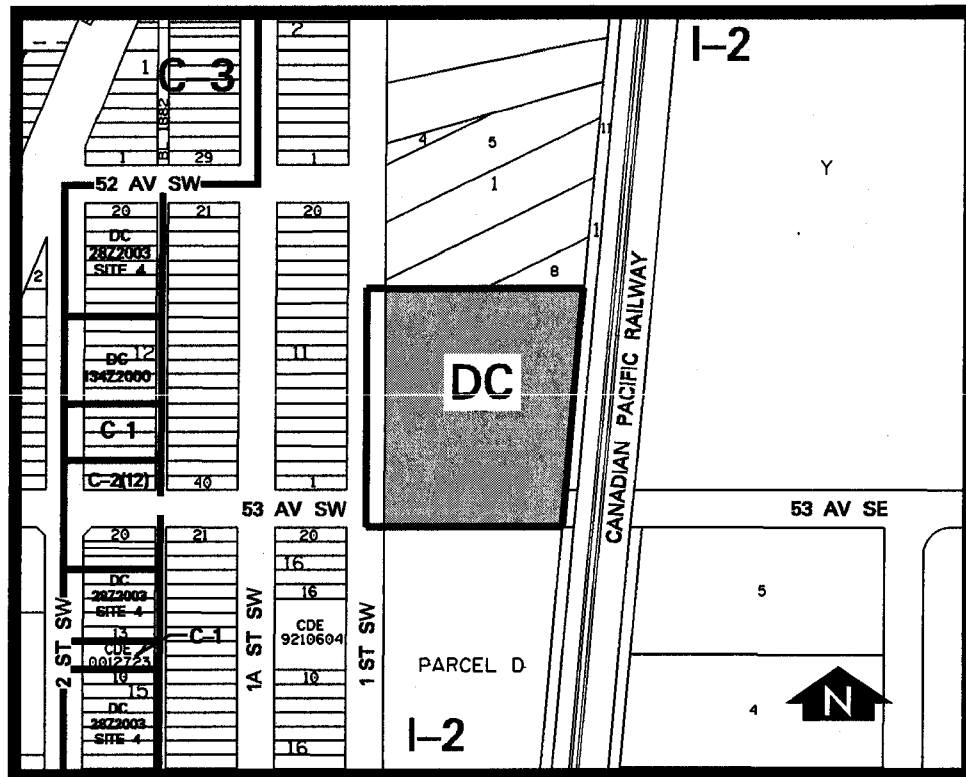 I-2
2
1
C-3
BL 1882
1
29
1
4
5
11
1
Y
52 AV SW
20
21
20
DC
28Z2003
SITE 4
2
1
8
DC
134Z2000
12
11
DC
CANADIAN PACIFIC RAILWAY
C-1
C-2(12)
40
1
53 AV SW
53 AV SE
20
21
20
16
DC
28Z2003
SITE 4
16
5
13
C-1
CDE
0012723
CDE
9210604
2 ST SW
1A ST SW
1 ST SW
10
15
10
PARCEL D
DC
28Z2003
SITE 4
16
I-2
4
N